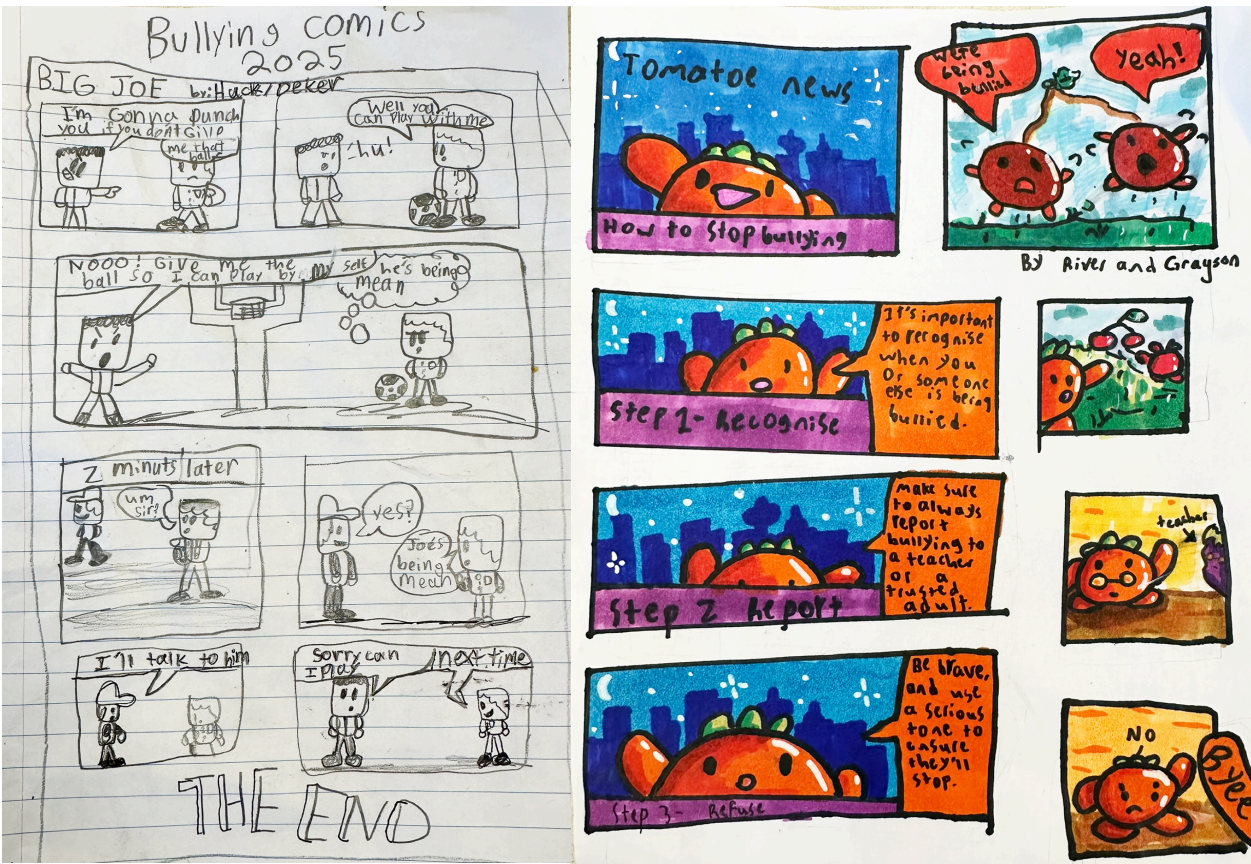 Bullying comics
2025
BIG JOE by: Huck/Deker
I'm Gonna punch
you if you dont Give
me that
ball
Well you
can play with me
hu!
NOOO! Give me the
ball so I can play by my self
he's being
mean
2 minuts later
um
sir?
yes?
Joe's
being
mean
I'll talk to him
Sorry can
I play
next time
THE END
Tomatoe news
How to Stop bullying
we're
being
bullied
Yeah!
By River and Grayson
It's important
to recognise
when you
Or someone
else is being
bullied.
Step 1- Recognise
Make sure
to always
report
bullying to
a teacher
or a
trusted
adult.
Step 2 Report
teacher
Be brave,
and use
a serious
tone to
ensure
they'll
stop.
Step 3- Refuse
NO
Byee